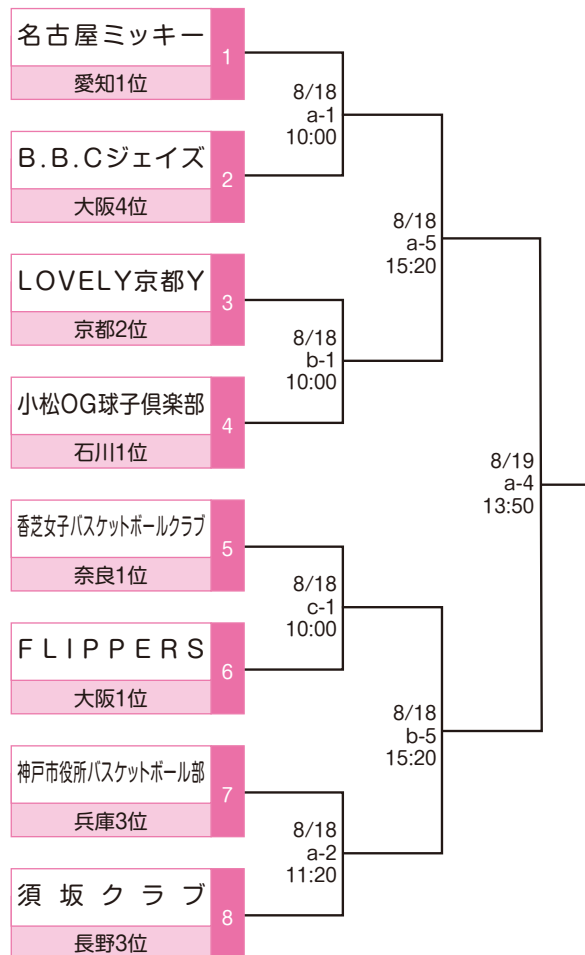 名古屋ミッキー
愛知1位
1
B.B.Cジェイズ
大阪4位
2
LOVELY京都Y
京都2位
3
小松OG球子倶楽部
石川1位
4
香芝女子バスケットボールクラブ
奈良1位
5
FLIPPERS
大阪1位
6
神戸市役所バスケットボール部
兵庫3位
7
須坂クラブ
長野3位
8
8/18
a-1
10:00
8/18
b-1
10:00
8/18
c-1
10:00
8/18
a-2
11:20
8/18
a-5
15:20
8/18
b-5
15:20
8/19
a-4
13:50